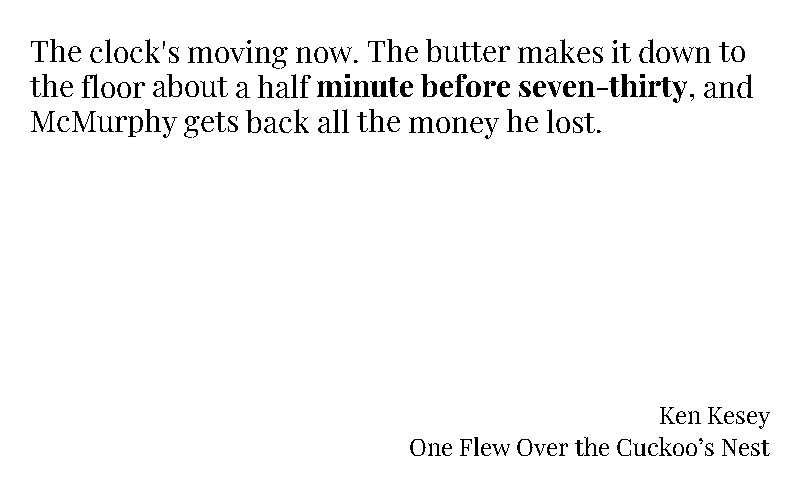 The clock's moving now. The butter makes it down to
the floor about a half minute before seven-thirty, and
McMurphy gets back all the money he lost.
Ken Kesey
One Flew Over the Cuckoo’s Nest